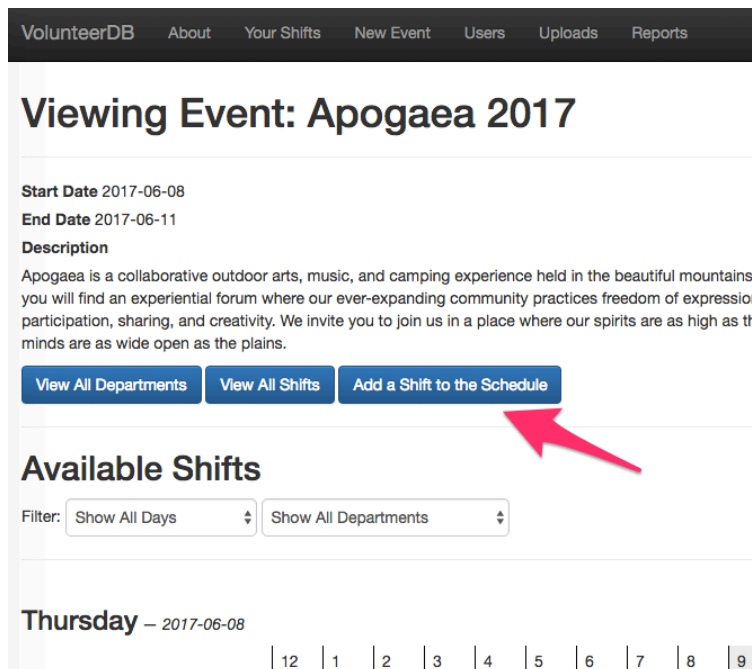 VolunteerDB About Your Shifts New Event Users Uploads Reports
Viewing Event: Apogaea 2017
Start Date 2017-06-08
End Date 2017-06-11
Description
Apogaea is a collaborative outdoor arts, music, and camping experience held in the beautiful mountains
you will find an experiential forum where our ever-expanding community practices freedom of expression
participation, sharing, and creativity. We invite you to join us in a place where our spirits are as high as
minds are as wide open as the plains.
View All Departments View All Shifts Add a Shift to the Schedule
Available Shifts
Filter: Show All Days Show All Departments
Thursday – 2017-06-08
12 1 2 3 4 5 6 7 8 9